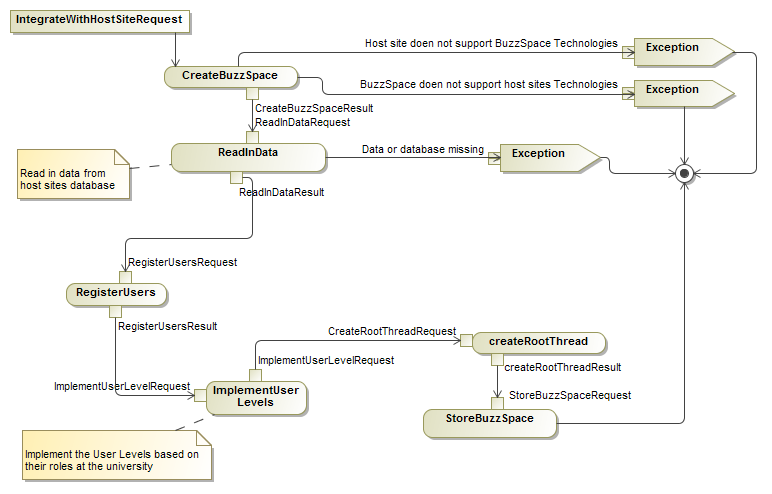 IntegrateWithHostSiteRequest
Host site doen not support BuzzSpace Technologies
Exception
CreateBuzzSpace
BuzzSpace doen not support host sites Technologies
Exception
CreateBuzzSpaceResult
ReadInDataRequest
ReadInData
Data or database missing
Exception
Read in data from
host sites database
ReadInDataResult
RegisterUsersRequest
RegisterUsers
RegisterUsersResult
CreateRootThreadRequest
createRootThread
ImplementUserLevelRequest
createRootThreadResult
ImplementUserLevelRequest
ImplementUser
Levels
StoreBuzzSpaceRequest
StoreBuzzSpace
Implement the User Levels based on
their roles at the university